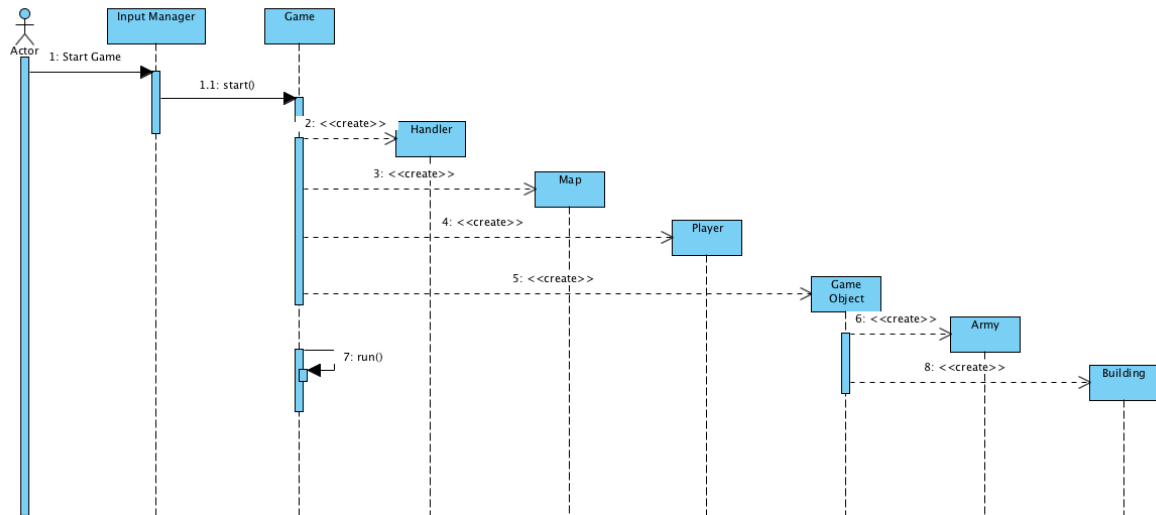 Input Manager
Game
Actor
1: Start Game
1.1: start()
2: <<create>>
Handler
3: <<create>>
Map
4: <<create>>
Player
5: <<create>>
Game
Object
6: <<create>>
Army
7: run()
8: <<create>>
Building